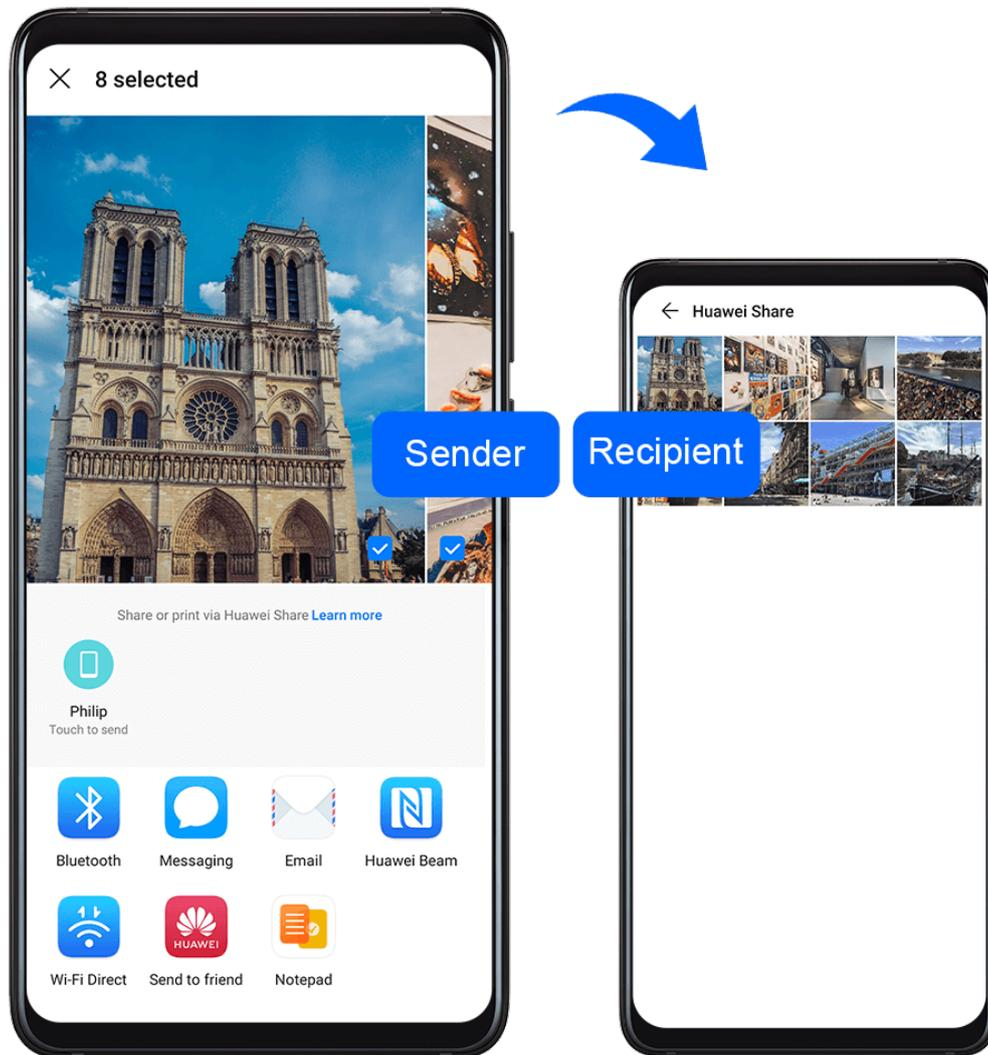 8 selected
Sender
Share or print via Huawei Share Learn more
Philip
Touch to send
Bluetooth
Messaging
Email
Huawei Beam
Wi-Fi Direct
HUAWEI
Send to friend
Notepad
Huawei Share
Recipient